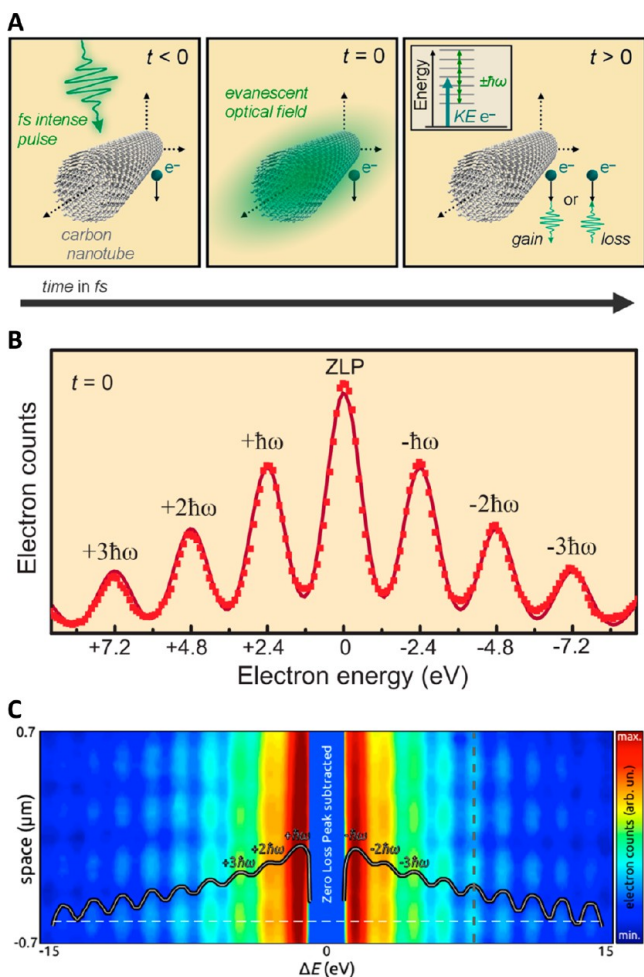 A
t < 0
fs intense
pulse
e⁻
carbon
nanotube
t = 0
evanescent
optical field
e⁻
t > 0
Energy
±ħω
KE e⁻
e⁻
e⁻
or
gain
loss
time in fs
B
t = 0
ZLP
+ħω
-ħω
+2ħω
-2ħω
+3ħω
-3ħω
Electron counts
+7.2
+4.8
+2.4
0
-2.4
-4.8
-7.2
Electron energy (eV)
C
0.7
space (μm)
-0.7
Zero Loss Peak subtracted
+ħω
+2ħω
+3ħω
-ħω
-2ħω
-3ħω
max.
electron counts (arb. un.)
min.
-15
0
15
ΔE (eV)